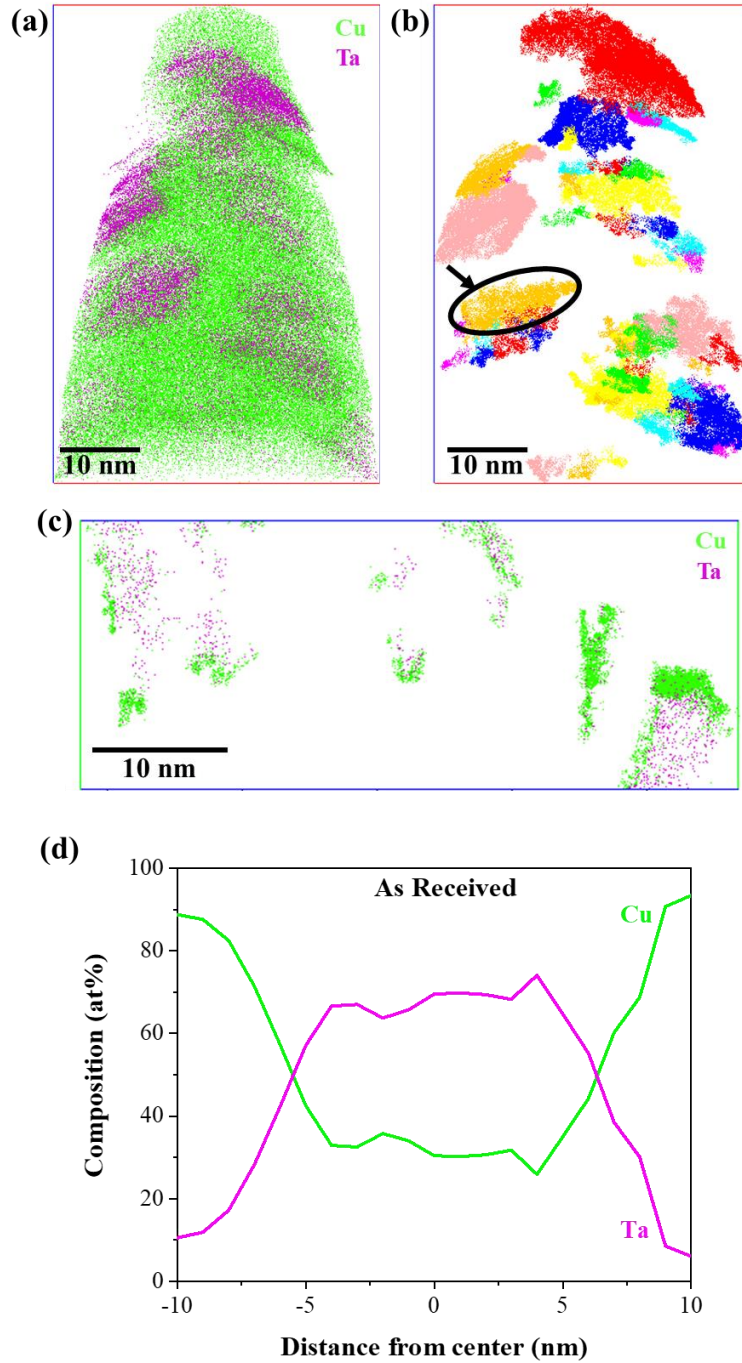 (a)
Cu
Ta
10 nm
(b)
10 nm
(c)
Cu
Ta
10 nm
(d)
As Received
Cu
Ta
Composition (at%)
100
80
60
40
20
0
-10
-5
0
5
10
Distance from center (nm)